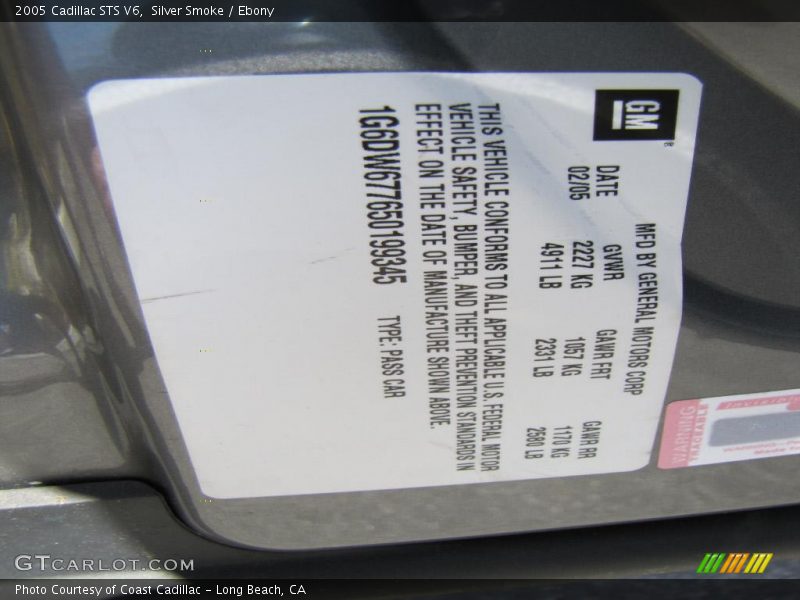 2005 Cadillac STS V6,  Silver Smoke / Ebony
GM
®
MFD BY GENERAL MOTORS CORP
DATE GVWR GAWR FRT GAWR RR
02/05 2227 KG 1057 KG 1170 KG
4911 LB 2331 LB 2580 LB
THIS VEHICLE CONFORMS TO ALL APPLICABLE U.S. FEDERAL MOTOR
VEHICLE SAFETY, BUMPER, AND THEFT PREVENTION STANDARDS IN
EFFECT ON THE DATE OF MANUFACTURE SHOWN ABOVE.
1G6DW677650199345 TYPE: PASS CAR
WARNING
TRACEABLE
GTCARLOT.COM
Photo Courtesy of Coast Cadillac – Long Beach, CA